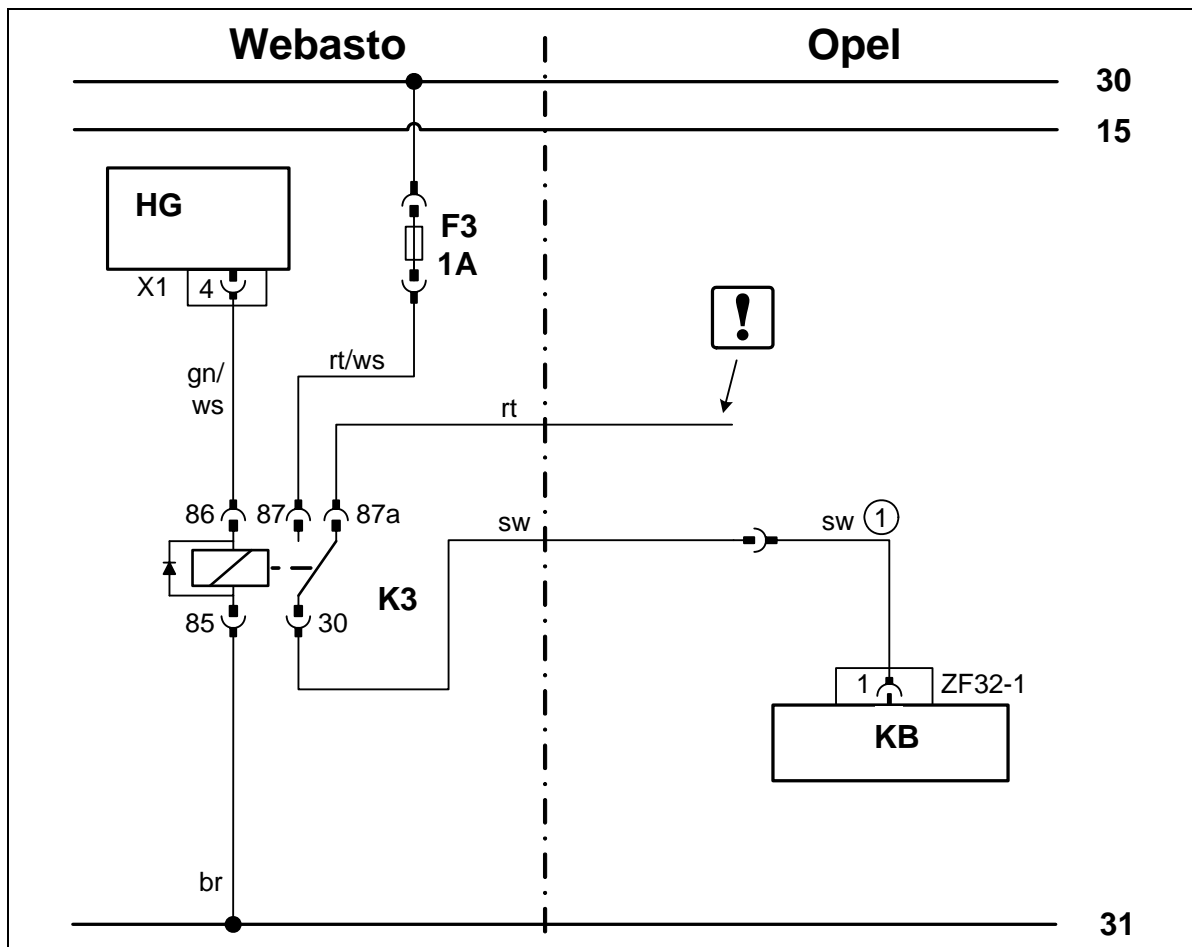 Webasto Opel
30
15
HG
F3
1A
X1 4
!
rt/ws
gn/
ws
rt
86 87 87a
sw
sw 1
K3
85 30
1 ZF32-1
KB
br
31